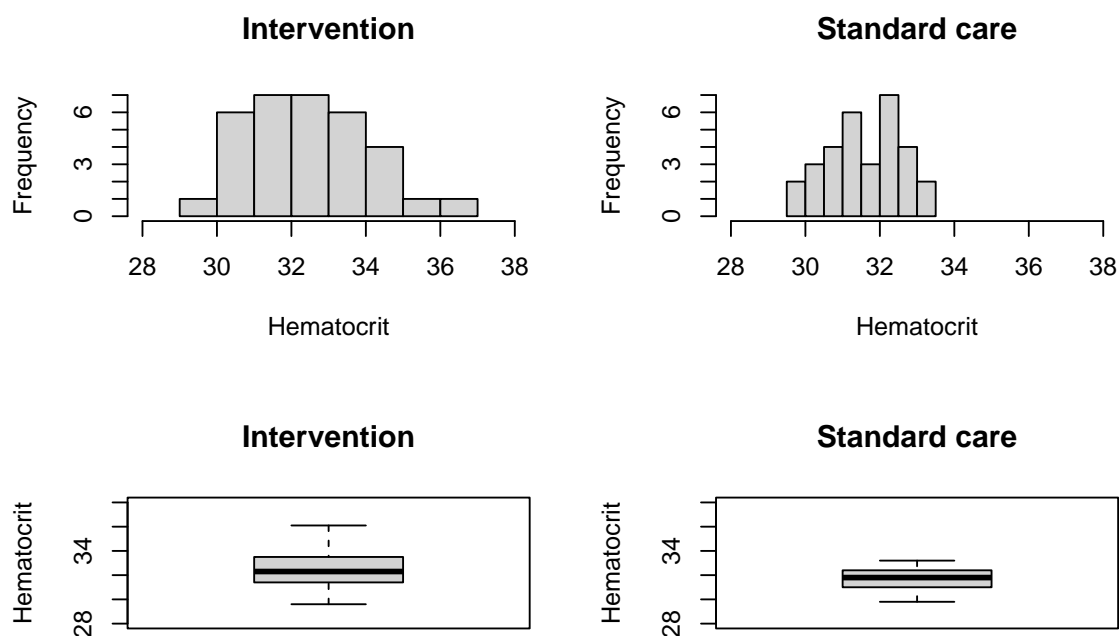 Intervention
Standard care
Frequency
0 3 6
28 30 32 34 36 38
Hematocrit
Frequency
0 3 6
28 30 32 34 36 38
Hematocrit
Intervention
Standard care
Hematocrit
28 34
Hematocrit
28 34